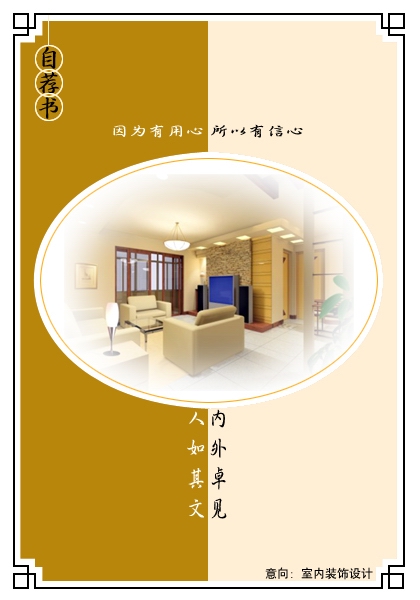 自荐书
因为有用心 所以有信心
人如其文
内外卓见
意向：室内装饰设计